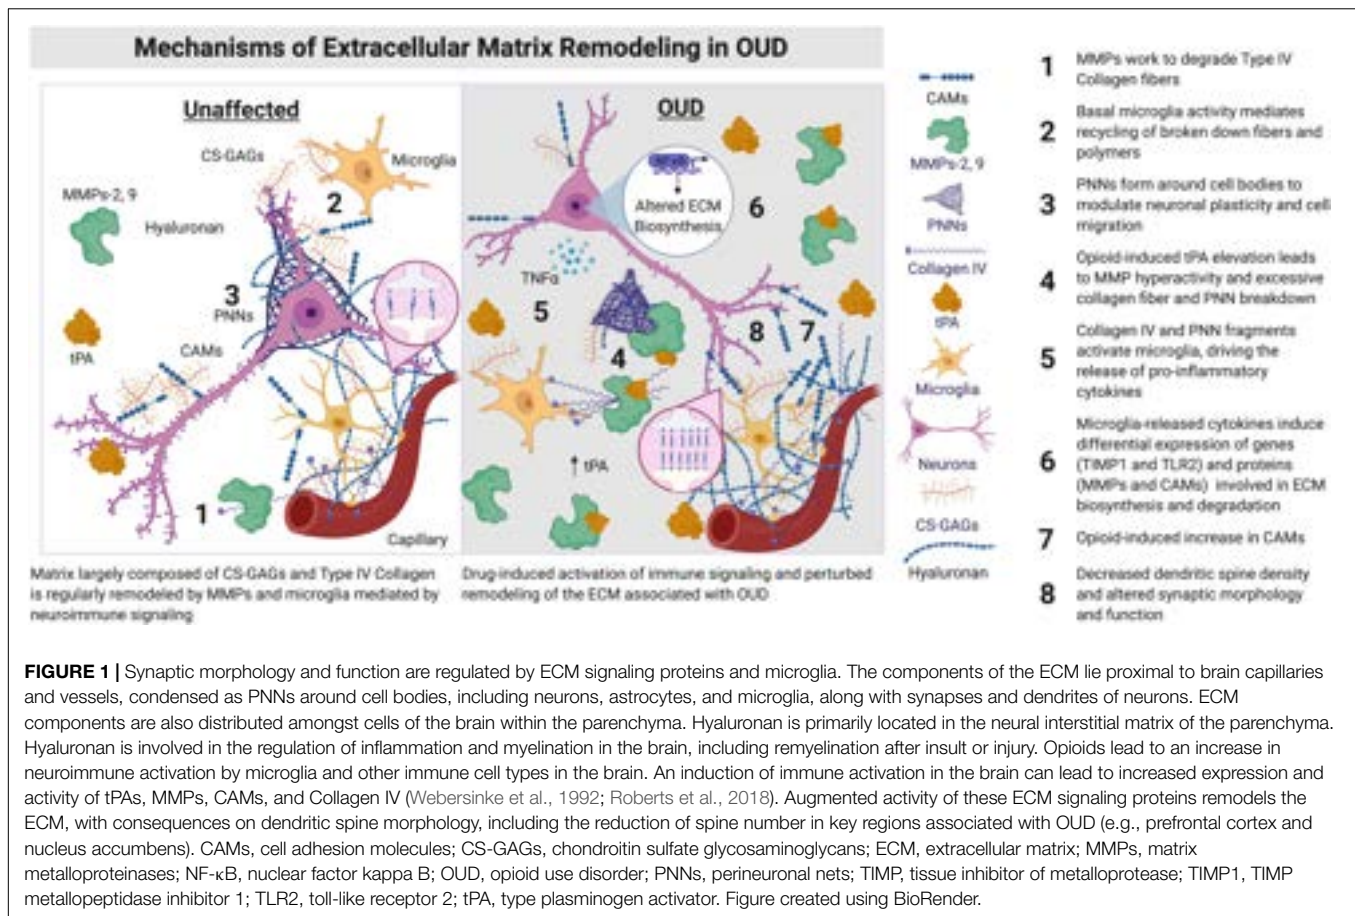 Mechanisms of Extracellular Matrix Remodeling in OUD
Unaffected
CS-GAGs
Microglia
MMPs-2, 9
2
Hyaluronan
3
PNNs
tPA
CAMs
1
Capillary
Matrix largely composed of CS-GAGs and Type IV Collagen
is regularly remodeled by MMPs and microglia mediated by
neuroimmune signaling
OUD
Altered ECM
Biosynthesis
6
TNFα
5
4
8
7
↑ tPA
Drug-induced activation of immune signaling and perturbed
remodeling of the ECM associated with OUD
CAMs
MMPs-2, 9
PNNs
Collagen IV
tPA
Microglia
Neurons
CS-GAGs
Hyaluronan
1
MMPs work to degrade Type IV
Collagen fibers
2
Basal microglia activity mediates
recycling of broken down fibers and
polymers
3
PNNs form around cell bodies to
modulate neuronal plasticity and cell
migration
4
Opioid-induced tPA elevation leads
to MMP hyperactivity and excessive
collagen fiber and PNN breakdown
5
Collagen IV and PNN fragments
activate microglia, driving the
release of pro-inflammatory
cytokines
6
Microglia-released cytokines induce
differential expression of genes
(TIMP1 and TLR2) and proteins
(MMPs and CAMs) involved in ECM
biosynthesis and degradation
7
Opioid-induced increase in CAMs
8
Decreased dendritic spine density
and altered synaptic morphology
and function
FIGURE 1 | Synaptic morphology and function are regulated by ECM signaling proteins and microglia. The components of the ECM lie proximal to brain capillaries
and vessels, condensed as PNNs around cell bodies, including neurons, astrocytes, and microglia, along with synapses and dendrites of neurons. ECM
components are also distributed amongst cells of the brain within the parenchyma. Hyaluronan is primarily located in the neural interstitial matrix of the parenchyma.
Hyaluronan is involved in the regulation of inflammation and myelination in the brain, including remyelination after insult or injury. Opioids lead to an increase in
neuroimmune activation by microglia and other immune cell types in the brain. An induction of immune activation in the brain can lead to increased expression and
activity of tPAs, MMPs, CAMs, and Collagen IV (Webersinke et al., 1992; Roberts et al., 2018). Augmented activity of these ECM signaling proteins remodels the
ECM, with consequences on dendritic spine morphology, including the reduction of spine number in key regions associated with OUD (e.g., prefrontal cortex and
nucleus accumbens). CAMs, cell adhesion molecules; CS-GAGs, chondroitin sulfate glycosaminoglycans; ECM, extracellular matrix; MMPs, matrix
metalloproteinases; NF-κB, nuclear factor kappa B; OUD, opioid use disorder; PNNs, perineuronal nets; TIMP, tissue inhibitor of metalloprotease; TIMP1, TIMP
metallopeptidase inhibitor 1; TLR2, toll-like receptor 2; tPA, type plasminogen activator. Figure created using BioRender.